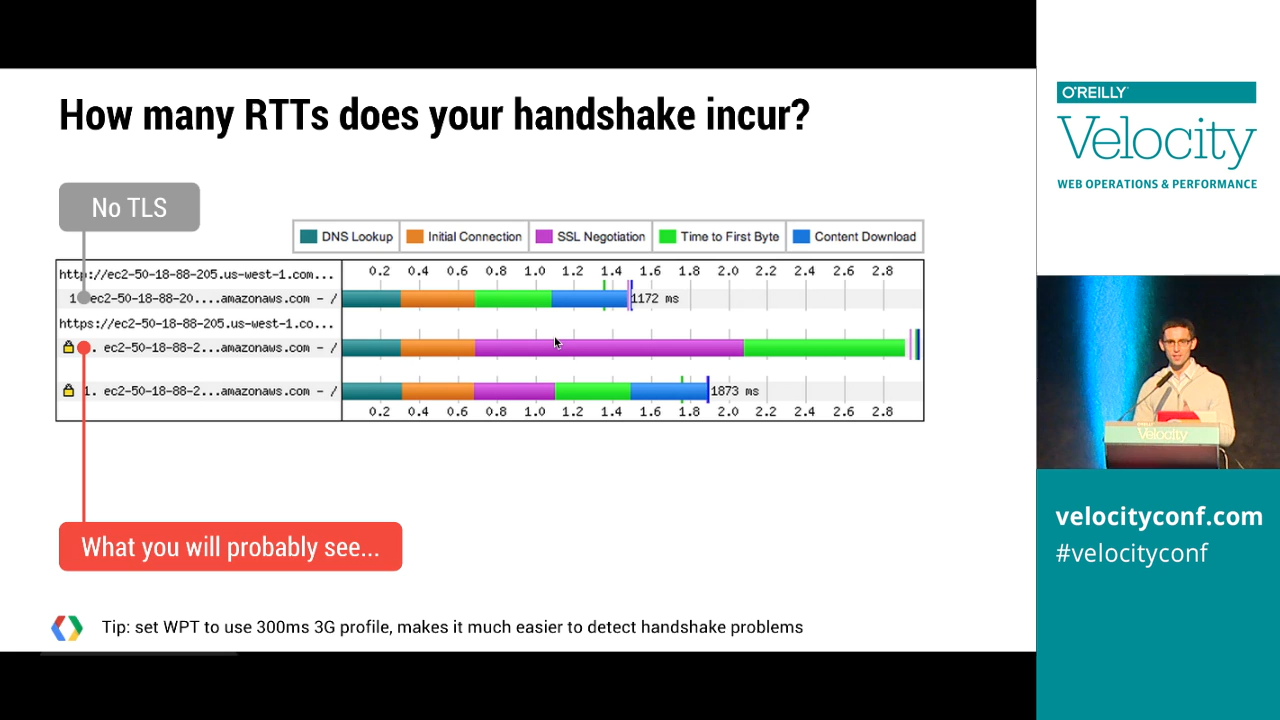 How many RTTs does your handshake incur?
No TLS
DNS Lookup Initial Connection SSL Negotiation Time to First Byte Content Download
http://ec2-50-18-88-205.us-west-1.com...
0.2 0.4 0.6 0.8 1.0 1.2 1.4 1.6 1.8 2.0 2.2 2.4 2.6 2.8
1 ec2-50-18-88-20....amazonaws.com - /
1172 ms
https://ec2-50-18-88-205.us-west-1.co...
. ec2-50-18-88-2...amazonaws.com - /
1. ec2-50-18-88-2...amazonaws.com - /
1873 ms
0.2 0.4 0.6 0.8 1.0 1.2 1.4 1.6 1.8 2.0 2.2 2.4 2.6 2.8
What you will probably see...
Tip: set WPT to use 300ms 3G profile, makes it much easier to detect handshake problems
O'REILLY
Velocity
WEB OPERATIONS & PERFORMANCE
Velocity
velocityconf.com
#velocityconf